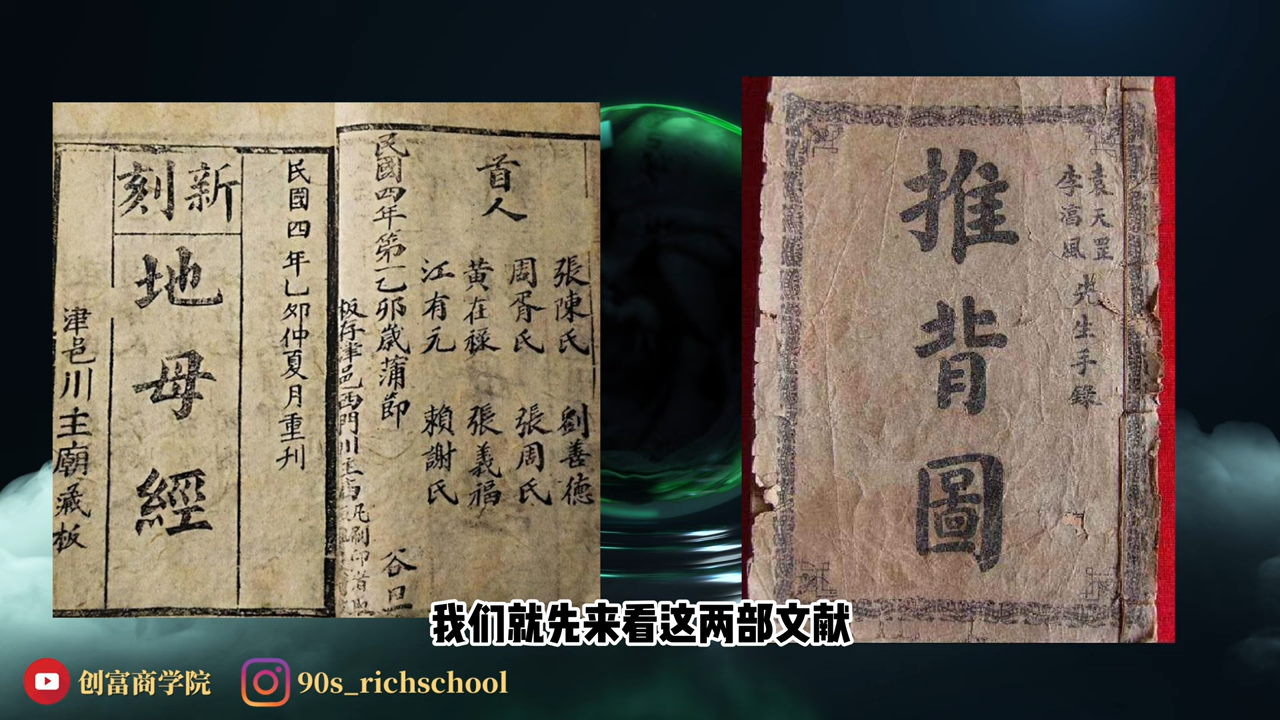 首人
張陳氏 劉善德
周胥氏 張周氏
黄在祿 張義福
江有元 賴謝氏
民國四年第一乙卯歲蒲節 谷旦
民國四年乙卯仲夏月重刊
新刻
地母經
津邑川主廟藏板
袁天罡
李淳風
先生手錄
推背圖
我们就先来看这两部文献
创富商学院
90s_richschool